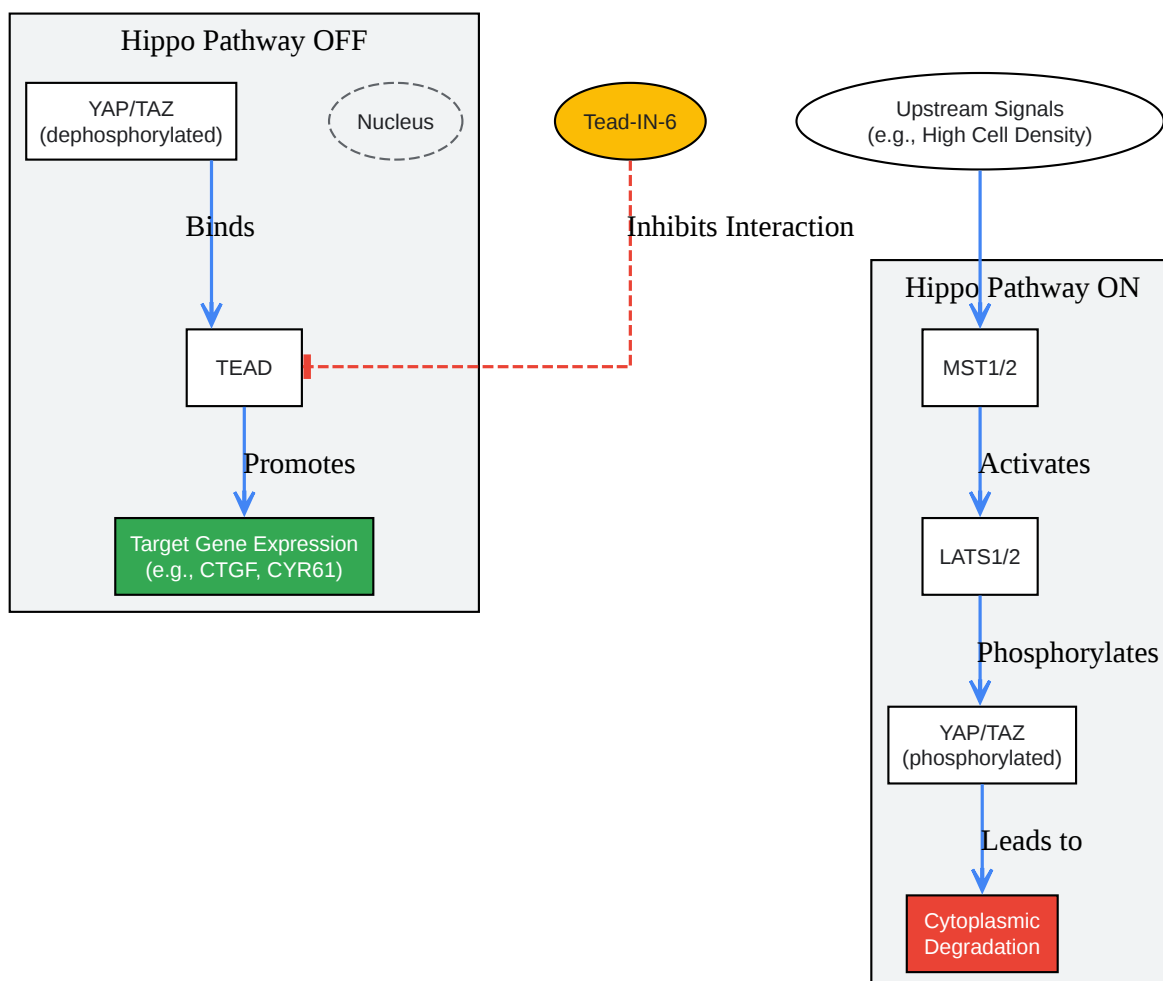 Hippo Pathway OFF
YAP/TAZ
(dephosphorylated)
Nucleus
Binds
TEAD
Promotes
Target Gene Expression
(e.g., CTGF, CYR61)
Tead-IN-6
Inhibits Interaction
Upstream Signals
(e.g., High Cell Density)
Hippo Pathway ON
MST1/2
Activates
LATS1/2
Phosphorylates
YAP/TAZ
(phosphorylated)
Leads to
Cytoplasmic
Degradation